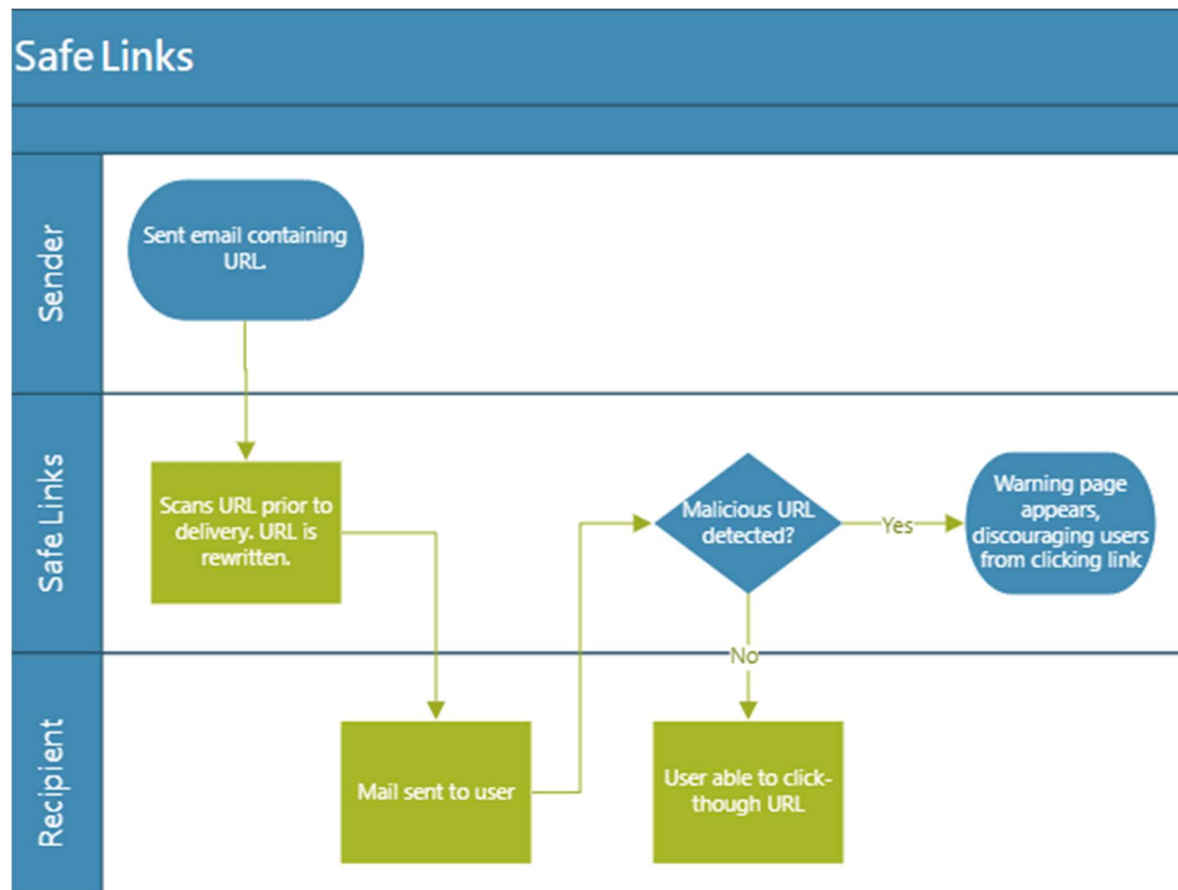 Safe Links
Sender
Sent email containing
URL.
Safe Links
Scans URL prior to
delivery. URL is
rewritten.
Malicious URL
detected?
Yes
Warning page
appears,
discouraging users
from clicking link
No
Recipient
Mail sent to user
User able to click-
though URL